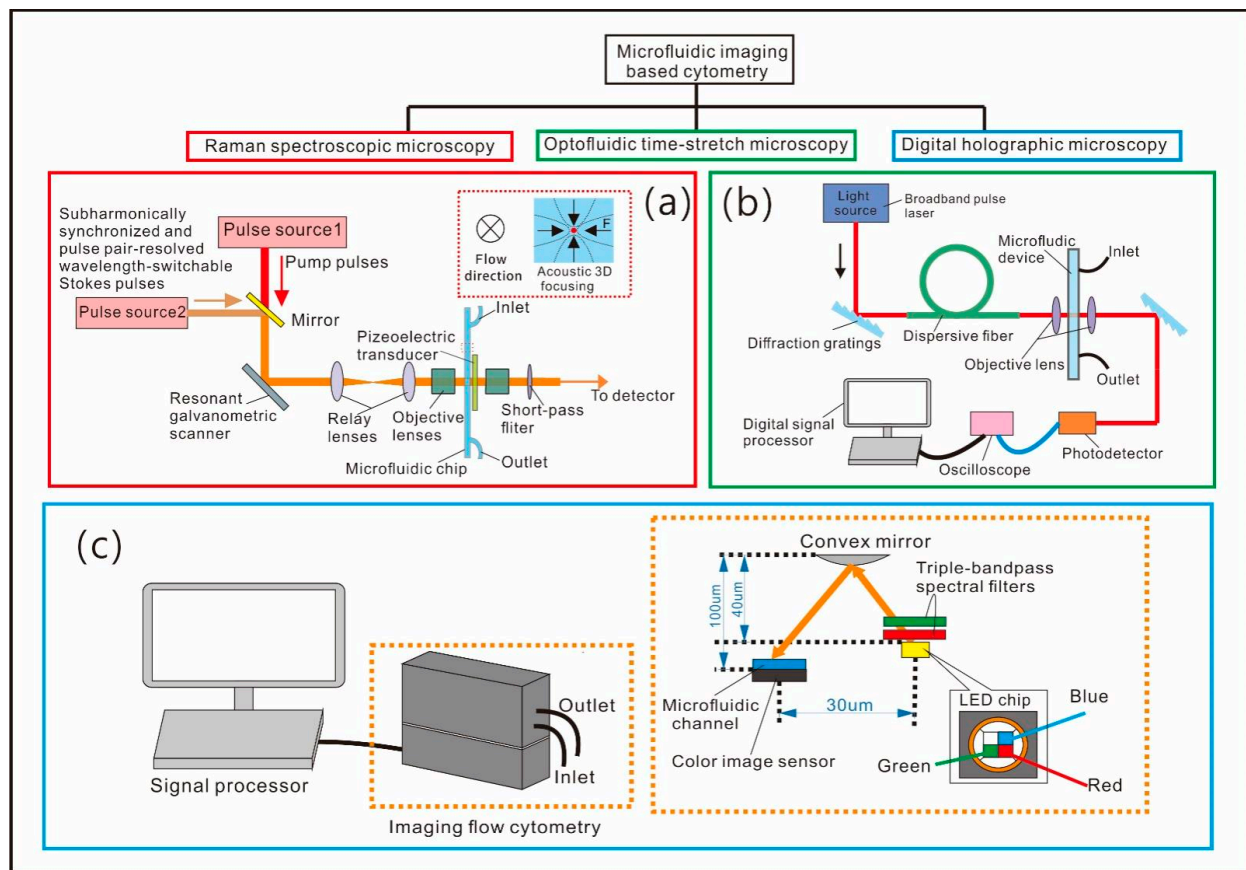 Microfluidic imaging
based cytometry
Raman spectroscopic microscopy
Optofluidic time-stretch microscopy
Digital holographic microscopy
(a)
Subharmonically
synchronized and
pulse pair-resolved
wavelength-switchable
Stokes pulses
Pulse source1
Pump pulses
Pulse source2
Mirror
Flow
direction
F
Acoustic 3D
focusing
Inlet
Pizeoelectric
transducer
To detector
Resonant
galvanometric
scanner
Relay
lenses
Objective
lenses
Short-pass
fliter
Microfluidic chip
Outlet
(b)
Light
source
Broadband pulse
laser
Microfludic
device
Inlet
Diffraction gratings
Dispersive fiber
Objective lens
Outlet
Digital signal
processor
Oscilloscope
Photodetector
(c)
Signal processor
Outlet
Inlet
Imaging flow cytometry
Convex mirror
Triple-bandpass
spectral filters
100um
40um
30um
Microfluidic
channel
Color image sensor
LED chip
Blue
Green
Red